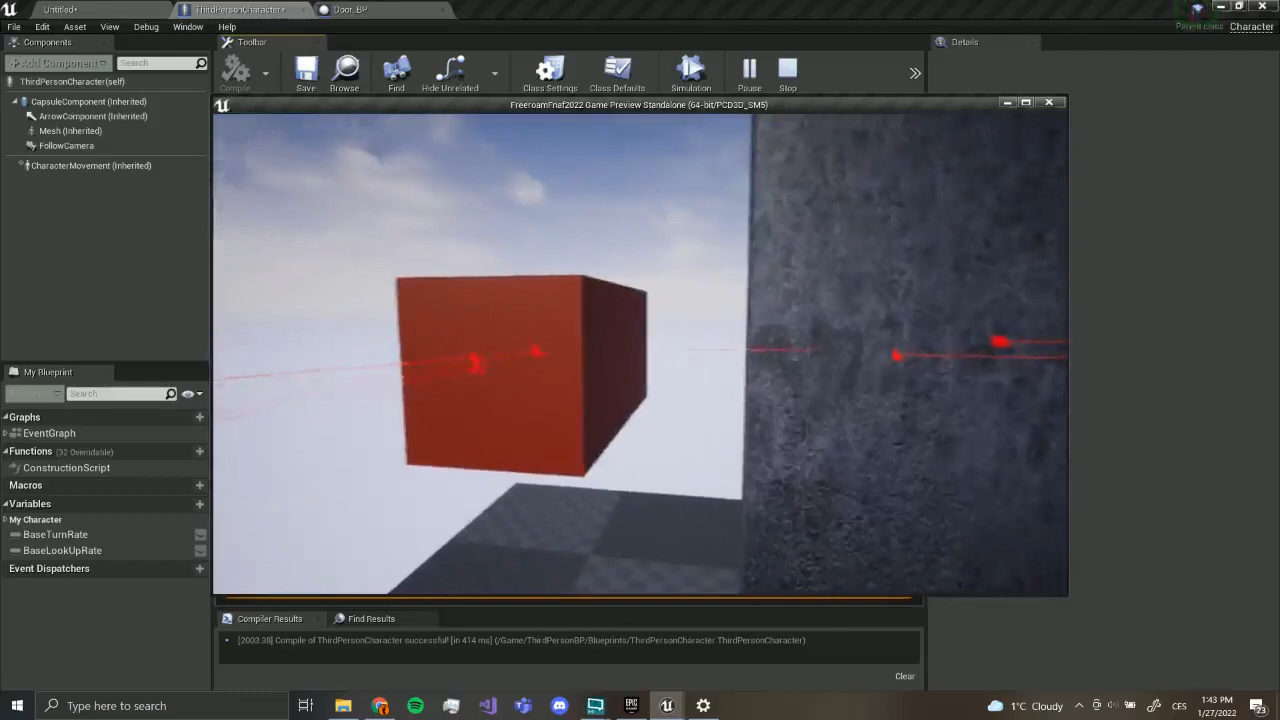 Untitled*
ThirdPersonCharacter*
Door_BP
File Edit Asset View Debug Window Help
Parent class: Character
Components
Toolbar
Details
+ Add Component
Search
Compile
Save
Browse
Find
Hide Unrelated
Class Settings
Class Defaults
Simulation
Pause
Stop
ThirdPersonCharacter(self)
CapsuleComponent (Inherited)
ArrowComponent (Inherited)
Mesh (Inherited)
FollowCamera
CharacterMovement (Inherited)
FreeroamFnaf2022 Game Preview Standalone (64-bit/PCD3D_SM5)
My Blueprint
Search
Graphs
EventGraph
Functions (32 Overridable)
ConstructionScript
Macros
Variables
My Character
BaseTurnRate
BaseLookUpRate
Event Dispatchers
Compiler Results
Find Results
[2003.38] Compile of ThirdPersonCharacter successful! [in 414 ms] (/Game/ThirdPersonBP/Blueprints/ThirdPersonCharacter.ThirdPersonCharacter)
Clear
Type here to search
EPIC GAMES
1°C Cloudy
CES
1:43 PM
1/27/2022
23